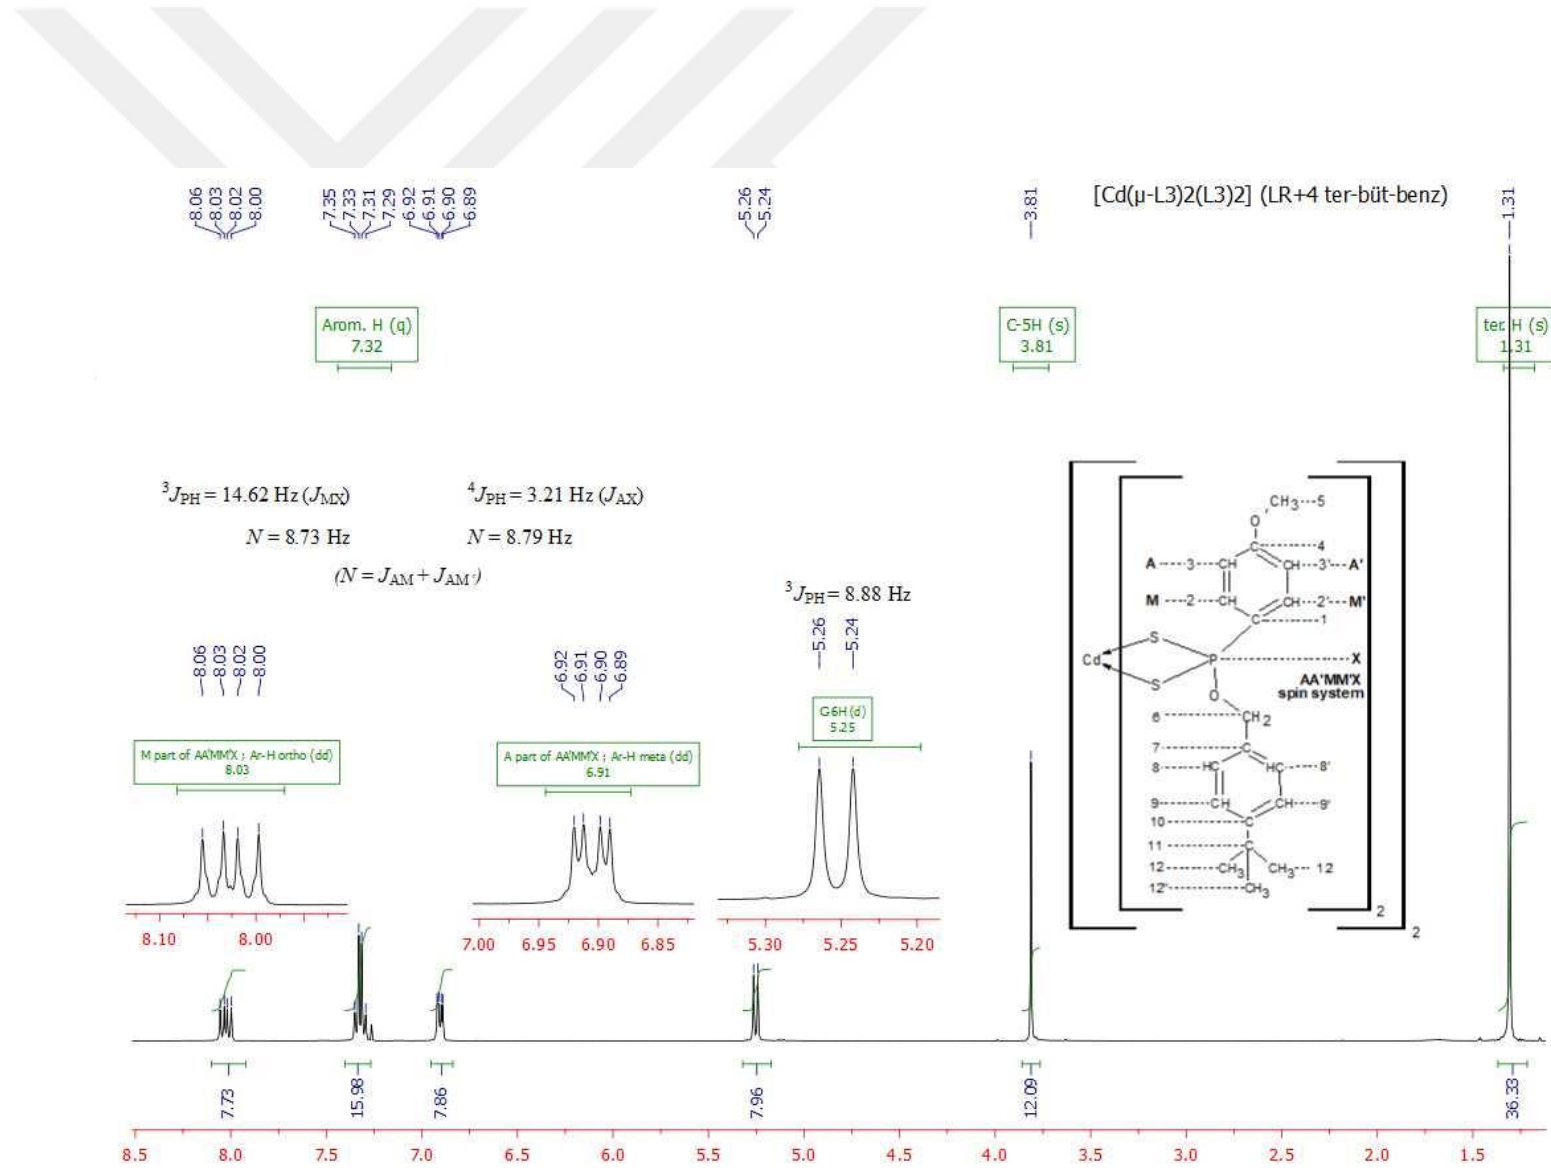 8.06
8.03
8.02
8.00
7.35
7.33
7.31
7.29
6.92
6.91
6.90
6.89
5.26
5.24
3.81
1.31
[Cd(μ-L3)2(L3)2] (LR+4 ter-büt-benz)
Arom. H (q)
7.32
C-5H (s)
3.81
ter. H (s)
1.31
³J_PH = 14.62 Hz (J_MX)
N = 8.73 Hz
⁴J_PH = 3.21 Hz (J_AX)
N = 8.79 Hz
(N = J_AM + J_AM')
³J_PH = 8.88 Hz
8.06
8.03
8.02
8.00
6.92
6.91
6.90
6.89
5.26
5.24
M part of AA'MM'X ; Ar-H ortho (dd)
8.03
A part of AA'MM'X ; Ar-H meta (dd)
6.91
C-6H (d)
5.25
8.10 8.00
7.00 6.95 6.90 6.85
5.30 5.25 5.20
CH₃ 5
O
C 4
A 3 CH CH 3' A'
M 2 CH CH 2' M'
C 1
S
Cd P X
S
AA'MM'X
spin system
O
6 CH₂
7 C
8 HC HC 8'
9 CH CH 9'
10 C
11 C
12 CH₃ CH₃ 12
12" CH₃
2
2
7.73
15.98
7.86
7.96
12.09
36.33
8.5 8.0 7.5 7.0 6.5 6.0 5.5 5.0 4.5 4.0 3.5 3.0 2.5 2.0 1.5